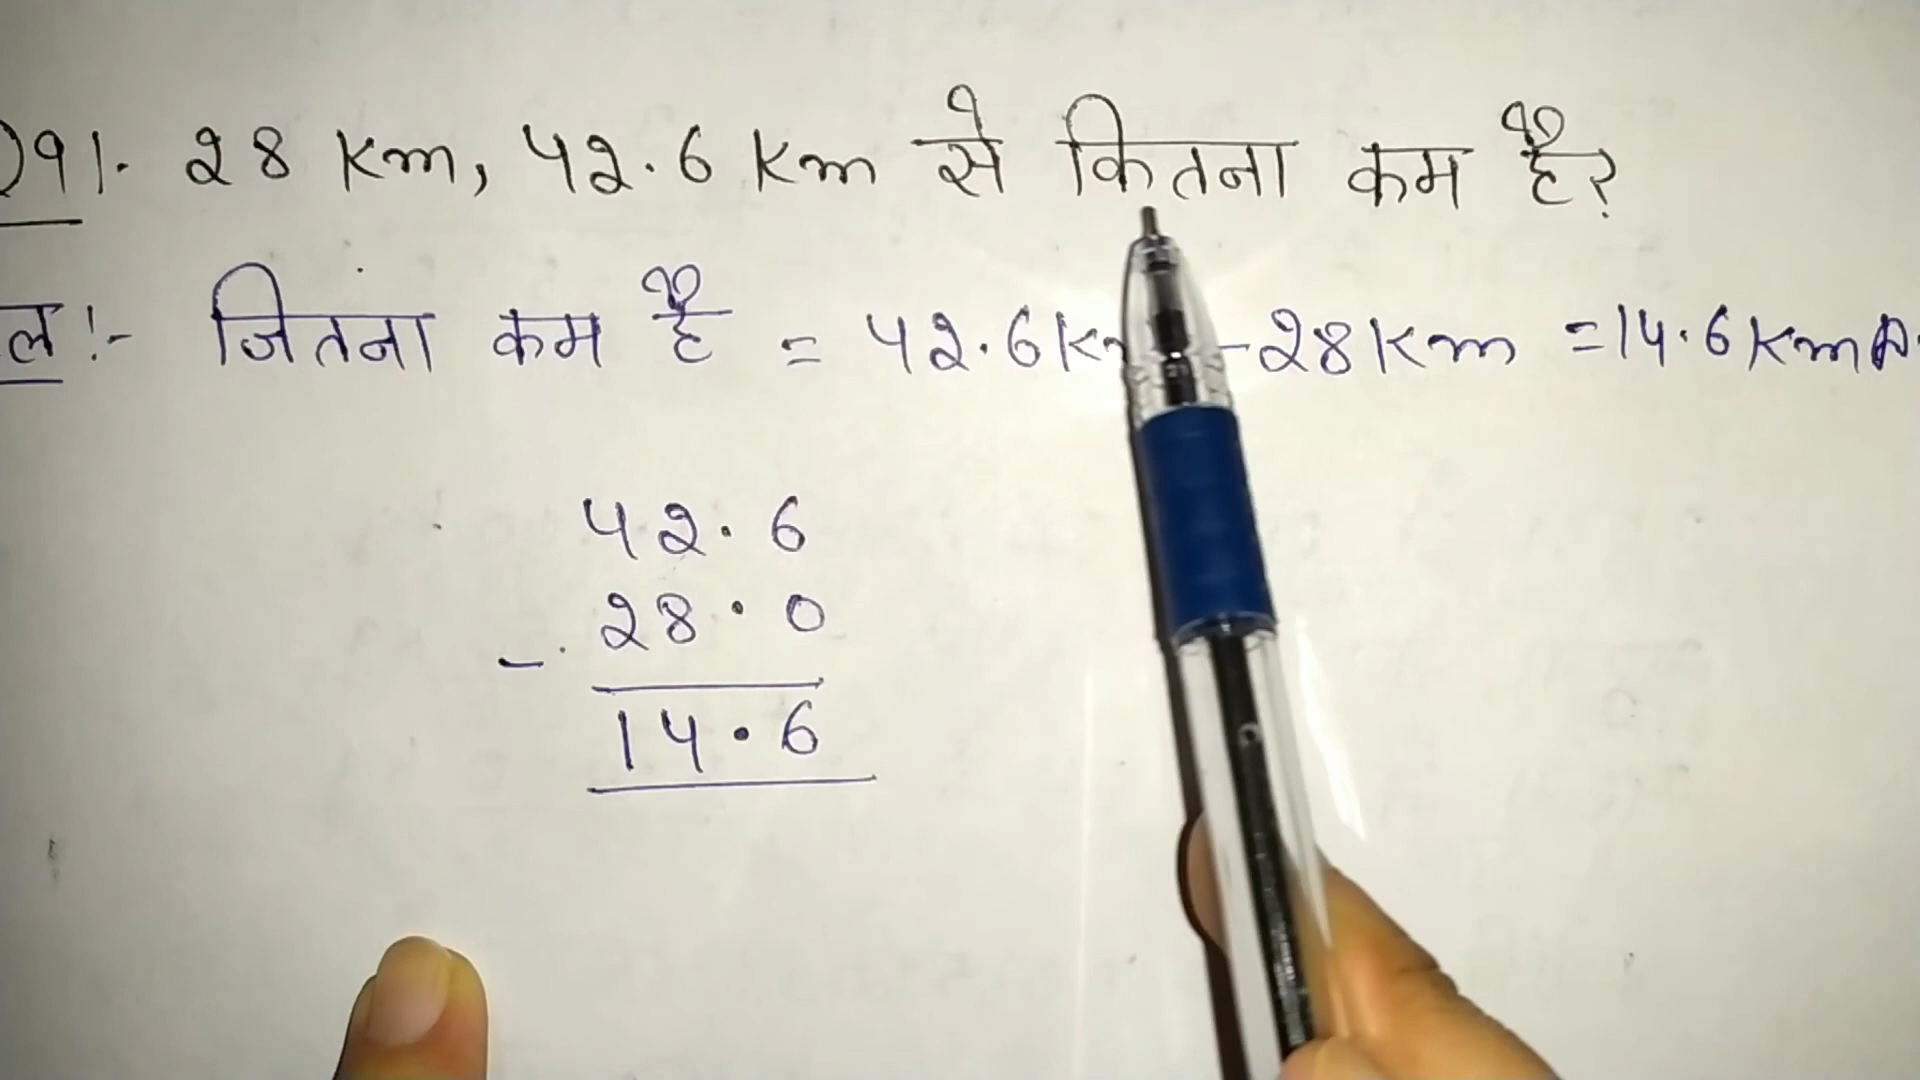 Q91. 28 Km, 42.6 Km से कितना कम है?
हल:- जितना कम है = 42.6 Km - 28 Km = 14.6 Km A
42.6
- 28.0
14.6